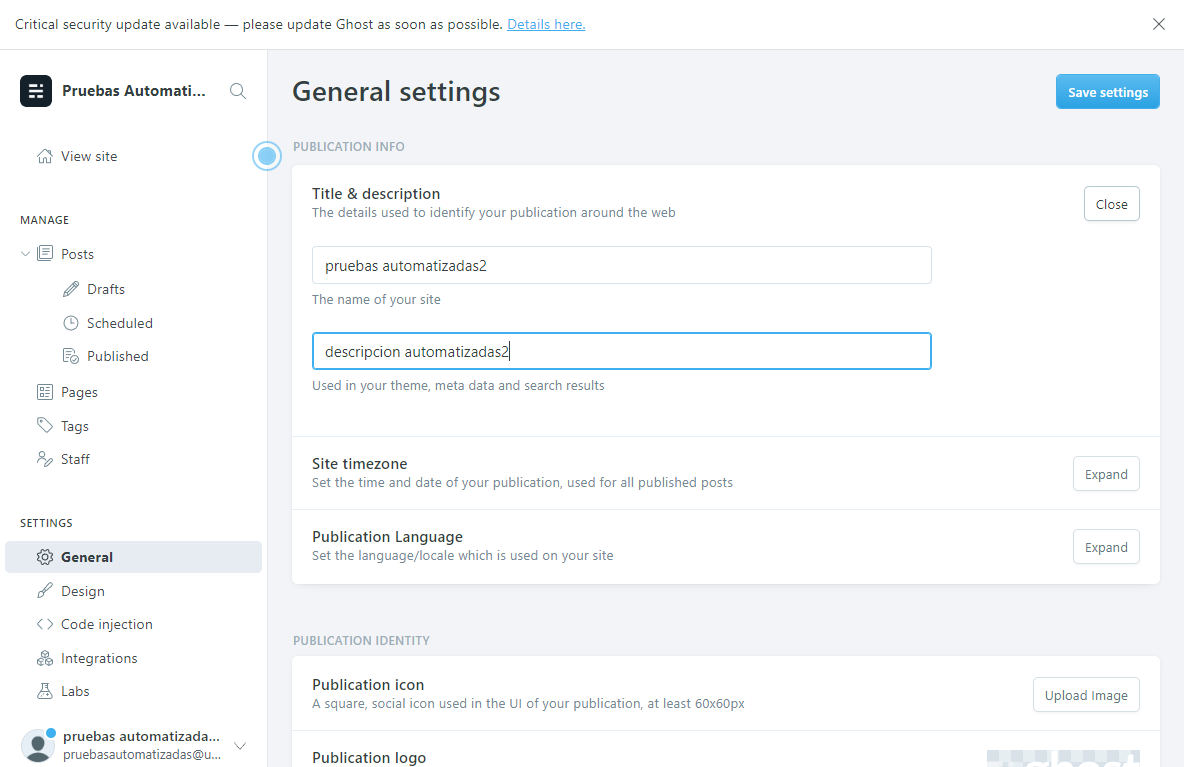 Critical security update available — please update Ghost as soon as possible. Details here.
Pruebas Automati...
View site
MANAGE
Posts
Drafts
Scheduled
Published
Pages
Tags
Staff
SETTINGS
General
Design
Code injection
Integrations
Labs
pruebas automatizada...
pruebasautomatizadas@u...
General settings
Save settings
PUBLICATION INFO
Title & description
The details used to identify your publication around the web
Close
pruebas automatizadas2
The name of your site
descripcion automatizadas2
Used in your theme, meta data and search results
Site timezone
Set the time and date of your publication, used for all published posts
Expand
Publication Language
Set the language/locale which is used on your site
Expand
PUBLICATION IDENTITY
Publication icon
A square, social icon used in the UI of your publication, at least 60x60px
Upload Image
Publication logo